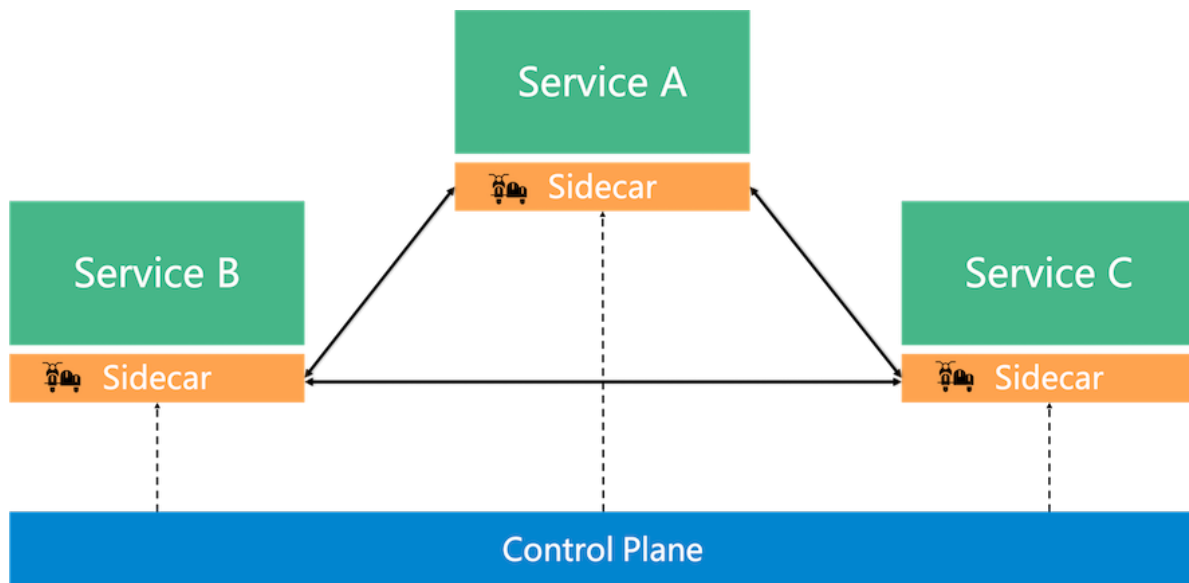 Service A
Sidecar
Service B
Sidecar
Service C
Sidecar
Control Plane